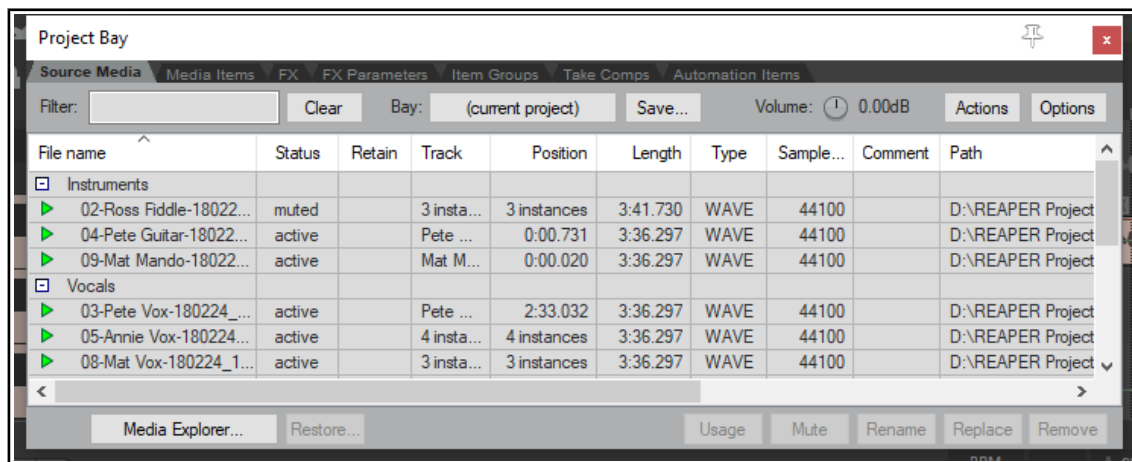 Project Bay
x
Source Media Media Items FX FX Parameters Item Groups Take Comps Automation Items
Filter: Clear Bay: (current project) Save... Volume: 0.00dB Actions Options
File name Status Retain Track Position Length Type Sample... Comment Path
Instruments
02-Ross Fiddle-18022... muted 3 insta... 3 instances 3:41.730 WAVE 44100 D:\REAPER Project
04-Pete Guitar-18022... active Pete ... 0:00.731 3:36.297 WAVE 44100 D:\REAPER Project
09-Mat Mando-18022... active Mat M... 0:00.020 3:36.297 WAVE 44100 D:\REAPER Project
Vocals
03-Pete Vox-180224_... active Pete ... 2:33.032 3:36.297 WAVE 44100 D:\REAPER Project
05-Annie Vox-180224... active 4 insta... 4 instances 3:36.297 WAVE 44100 D:\REAPER Project
08-Mat Vox-180224_1... active 3 insta... 3 instances 3:36.297 WAVE 44100 D:\REAPER Project
Media Explorer... Restore... Usage Mute Rename Replace Remove